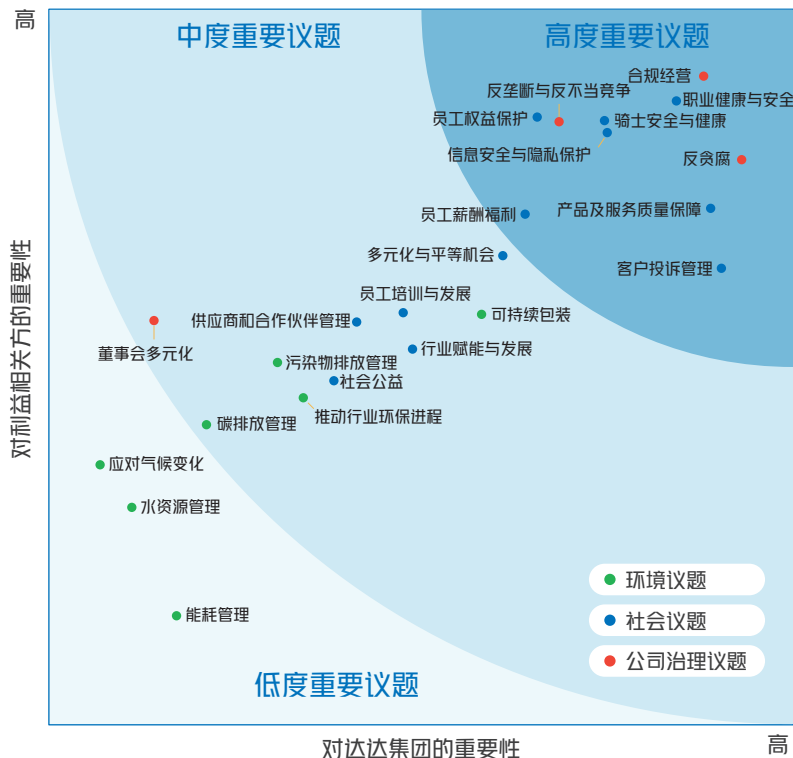 高
中度重要议题
高度重要议题
合规经营
反垄断与反不当竞争
职业健康与安全
员工权益保护
骑士安全与健康
信息安全与隐私保护
反贪腐
员工薪酬福利
产品及服务质量保障
多元化与平等机会
客户投诉管理
员工培训与发展
供应商和合作伙伴管理
可持续包装
董事会多元化
行业赋能与发展
污染物排放管理
社会公益
推动行业环保进程
碳排放管理
应对气候变化
水资源管理
能耗管理
低度重要议题
环境议题
社会议题
公司治理议题
对利益相关方的重要性
对达达集团的重要性
高